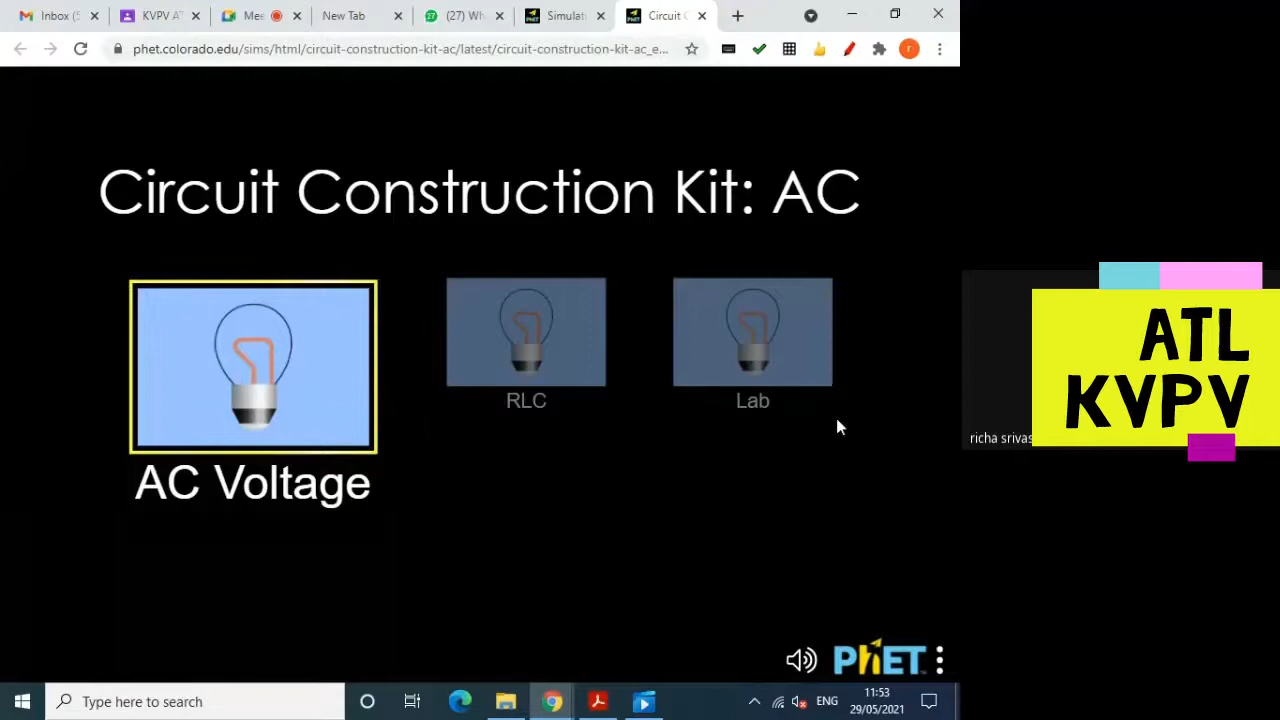 Inbox (5
KVPV AT
Mee
New Tab
(27) Wh
Simulat
Circuit C
phet.colorado.edu/sims/html/circuit-construction-kit-ac/latest/circuit-construction-kit-ac_e...
r
Circuit Construction Kit: AC
AC Voltage
RLC
Lab
ATL
KVPV
richa srivas
PhET
Type here to search
ENG
11:53
29/05/2021